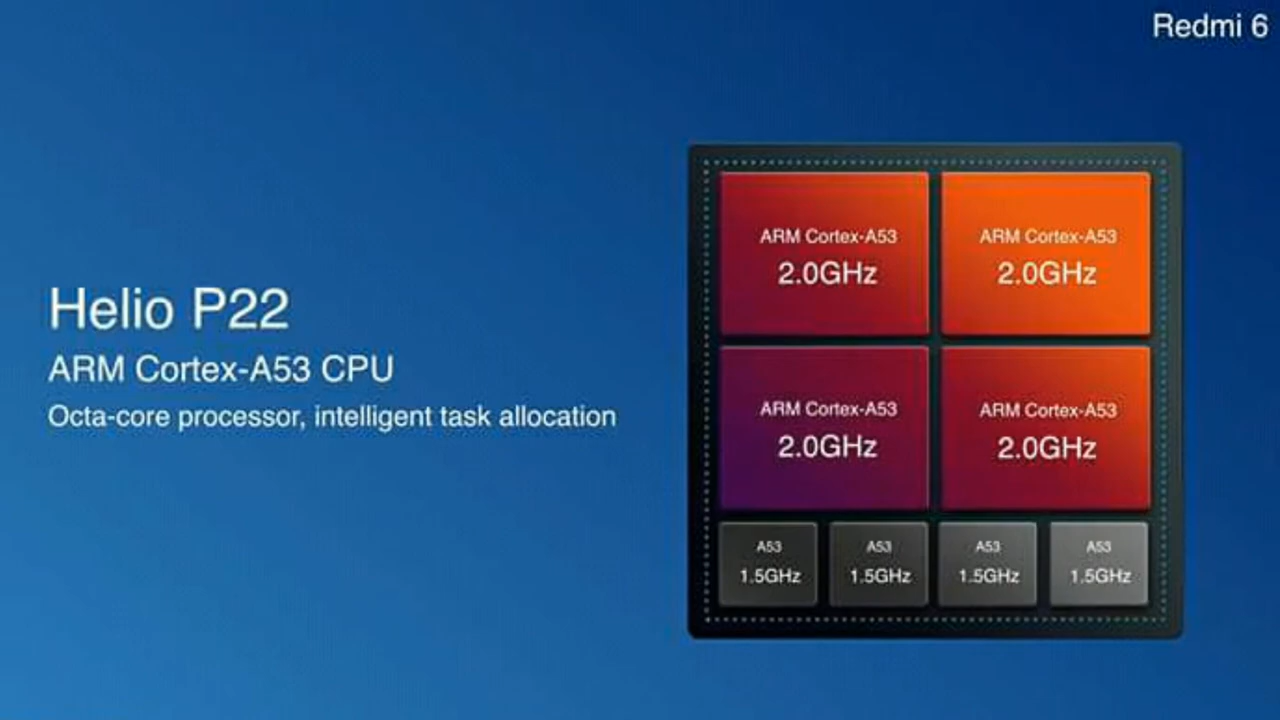 Redmi 6
Helio P22
ARM Cortex-A53 CPU
Octa-core processor, intelligent task allocation
ARM Cortex-A53
2.0GHz
ARM Cortex-A53
2.0GHz
ARM Cortex-A53
2.0GHz
ARM Cortex-A53
2.0GHz
A53
1.5GHz
A53
1.5GHz
A53
1.5GHz
A53
1.5GHz